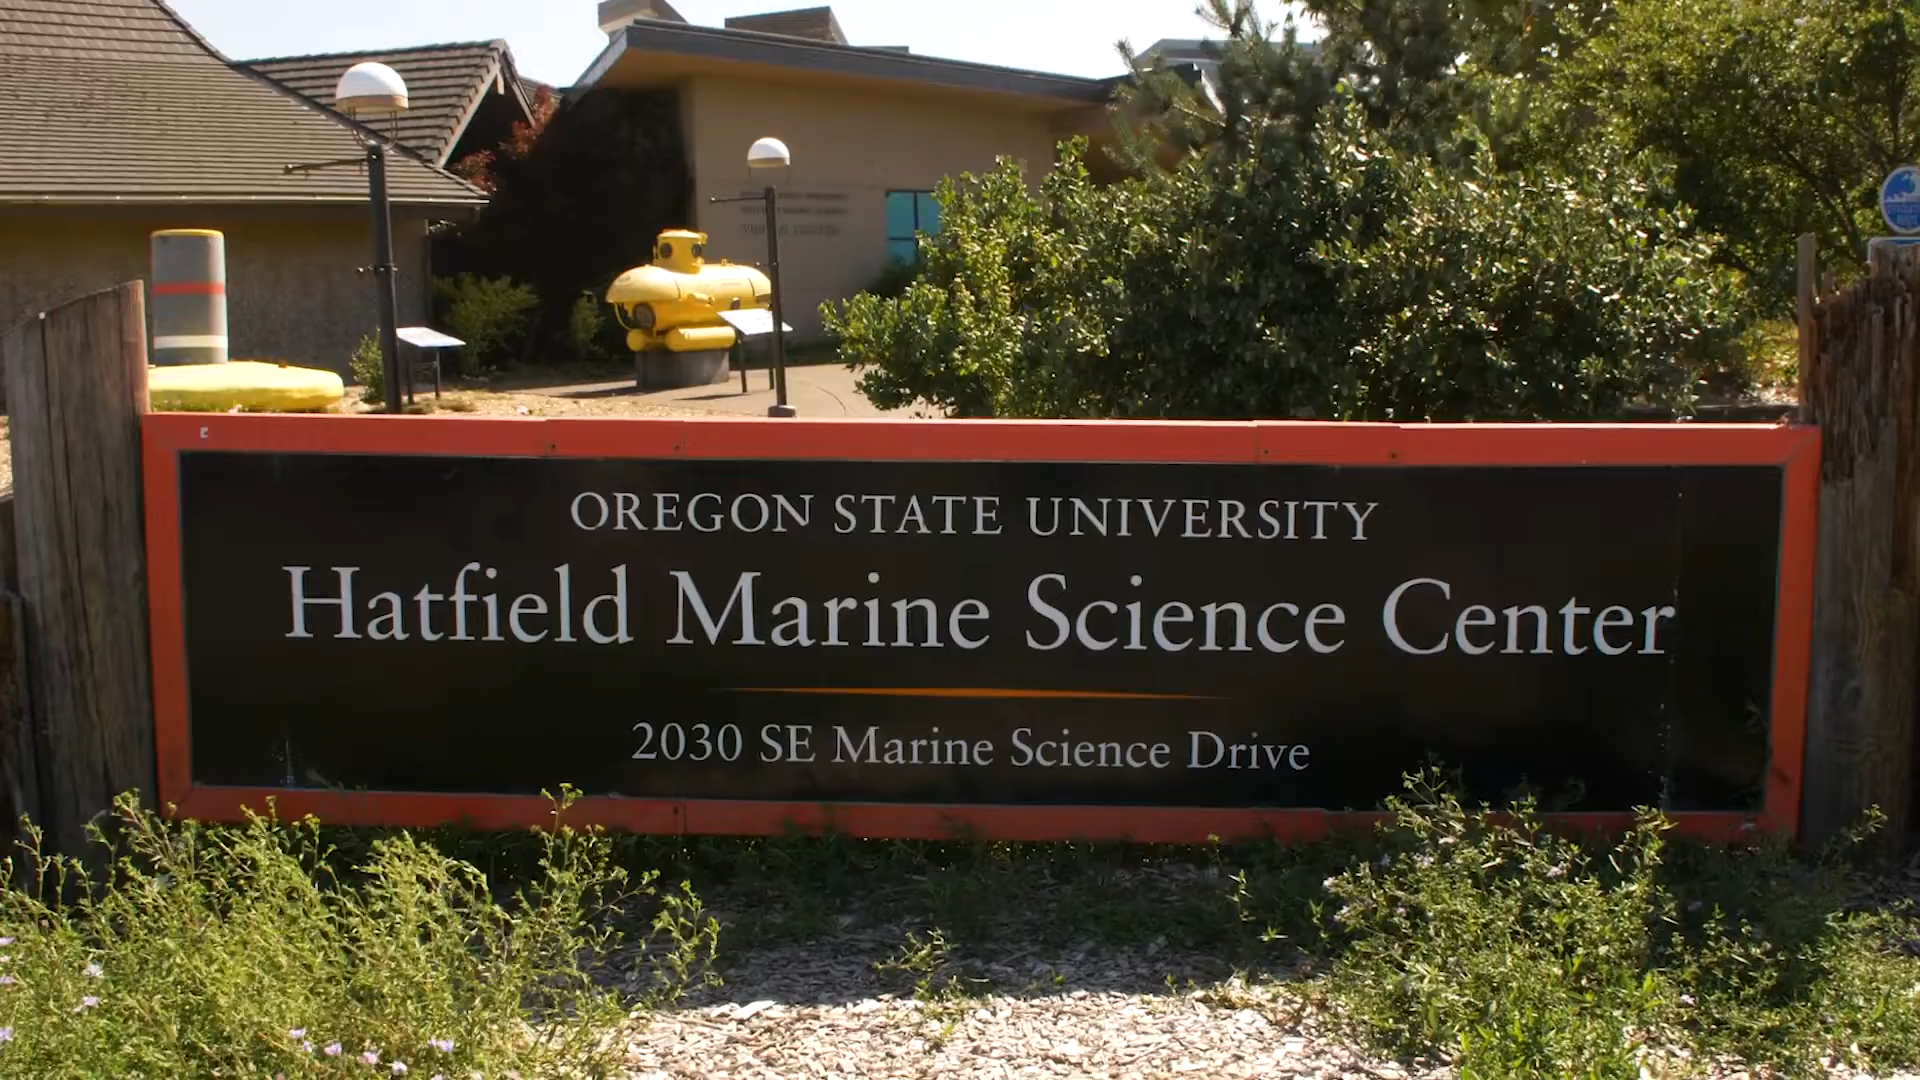 OREGON STATE UNIVERSITY
Hatfield Marine Science Center
2030 SE Marine Science Drive